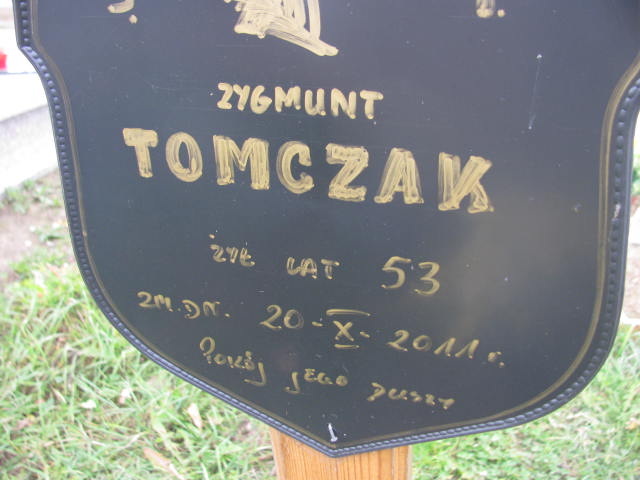 Ś. P.
ZYGMUNT
TOMCZAK
ŻYŁ LAT 53
ZM. DN. 20-X-2011 r.
Pokój jego duszy